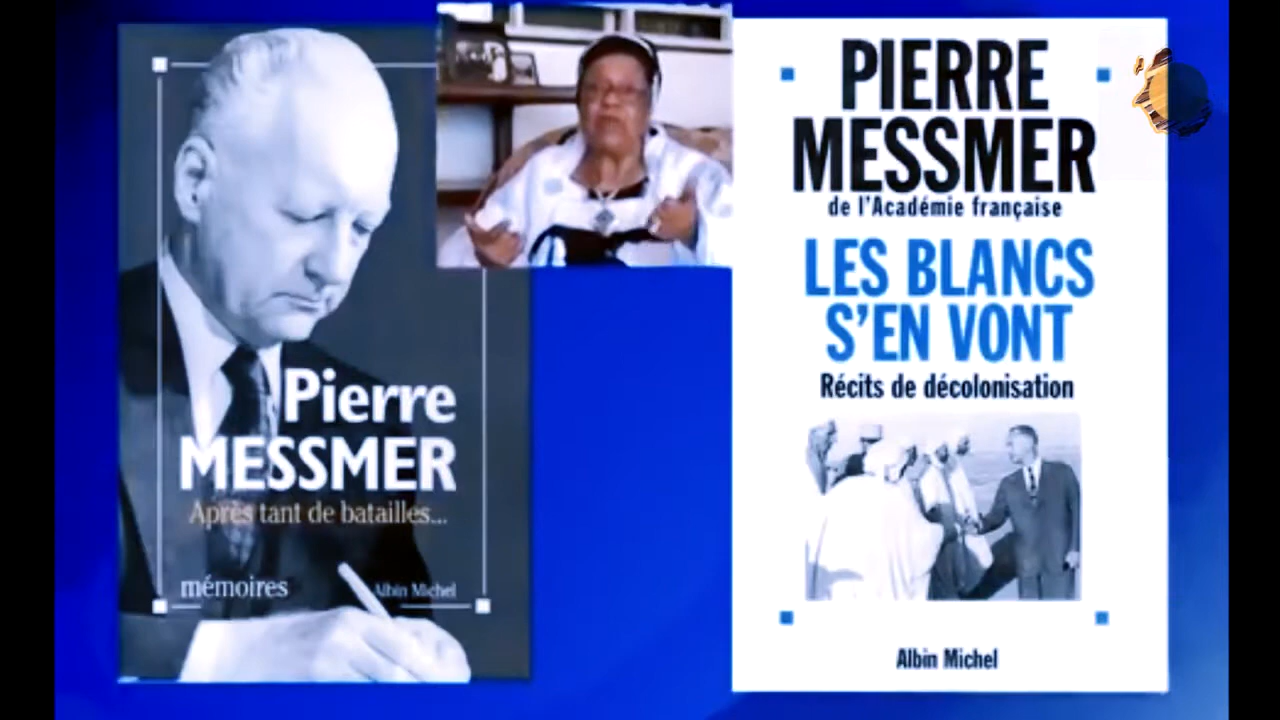 Pierre
MESSMER
Après tant de batailles...
mémoires
Albin Michel
PIERRE
MESSMER
de l'Académie française
LES BLANCS
S'EN VONT
Récits de décolonisation
Albin Michel